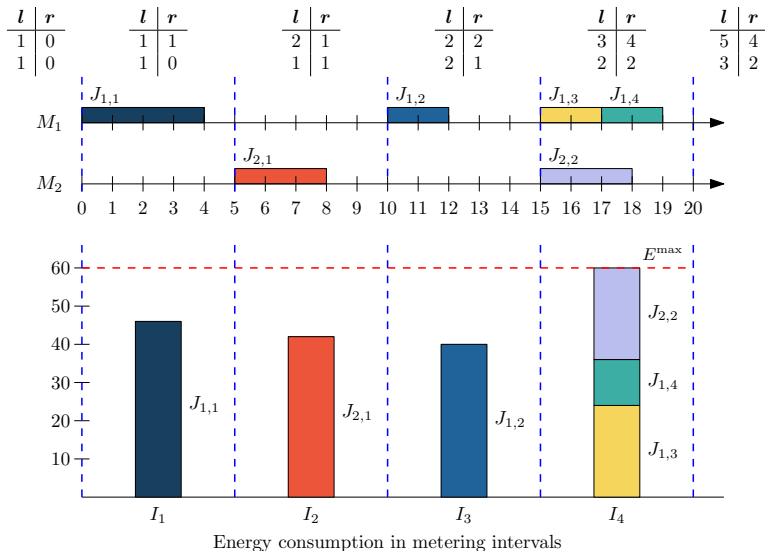 l r l r l r l r l r l r
1 0 1 1 2 1 2 2 3 4 5 4
1 0 1 0 1 1 2 1 2 2 3 2
J1,1 J1,2 J1,3 J1,4
M1
J2,1 J2,2
M2
0 1 2 3 4 5 6 7 8 9 10 11 12 13 14 15 16 17 18 19 20
Emax
60
50
J2,2
40
J1,1 J2,1 J1,2 J1,4
30
20
J1,3
10
I1 I2 I3 I4
Energy consumption in metering intervals